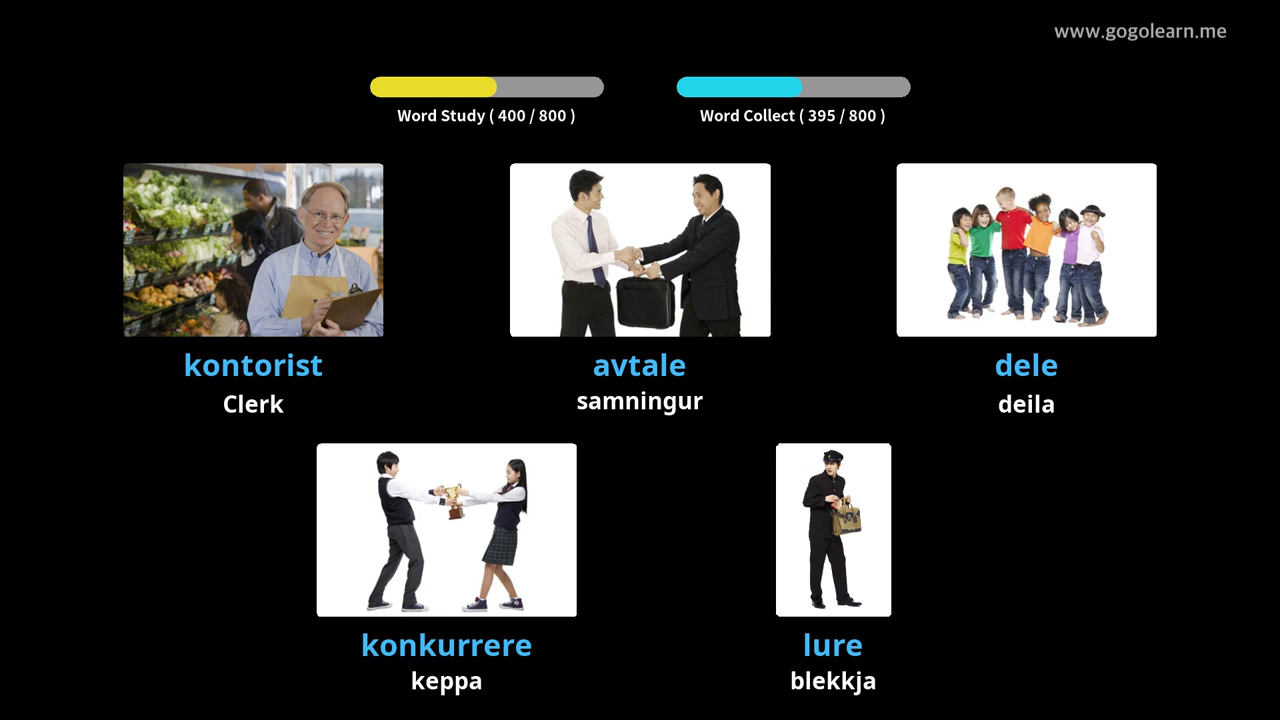 www.gogolearn.me
Word Study ( 400 / 800 )
Word Collect ( 395 / 800 )
kontorist
Clerk
avtale
samningur
dele
deila
konkurrere
keppa
lure
blekkja